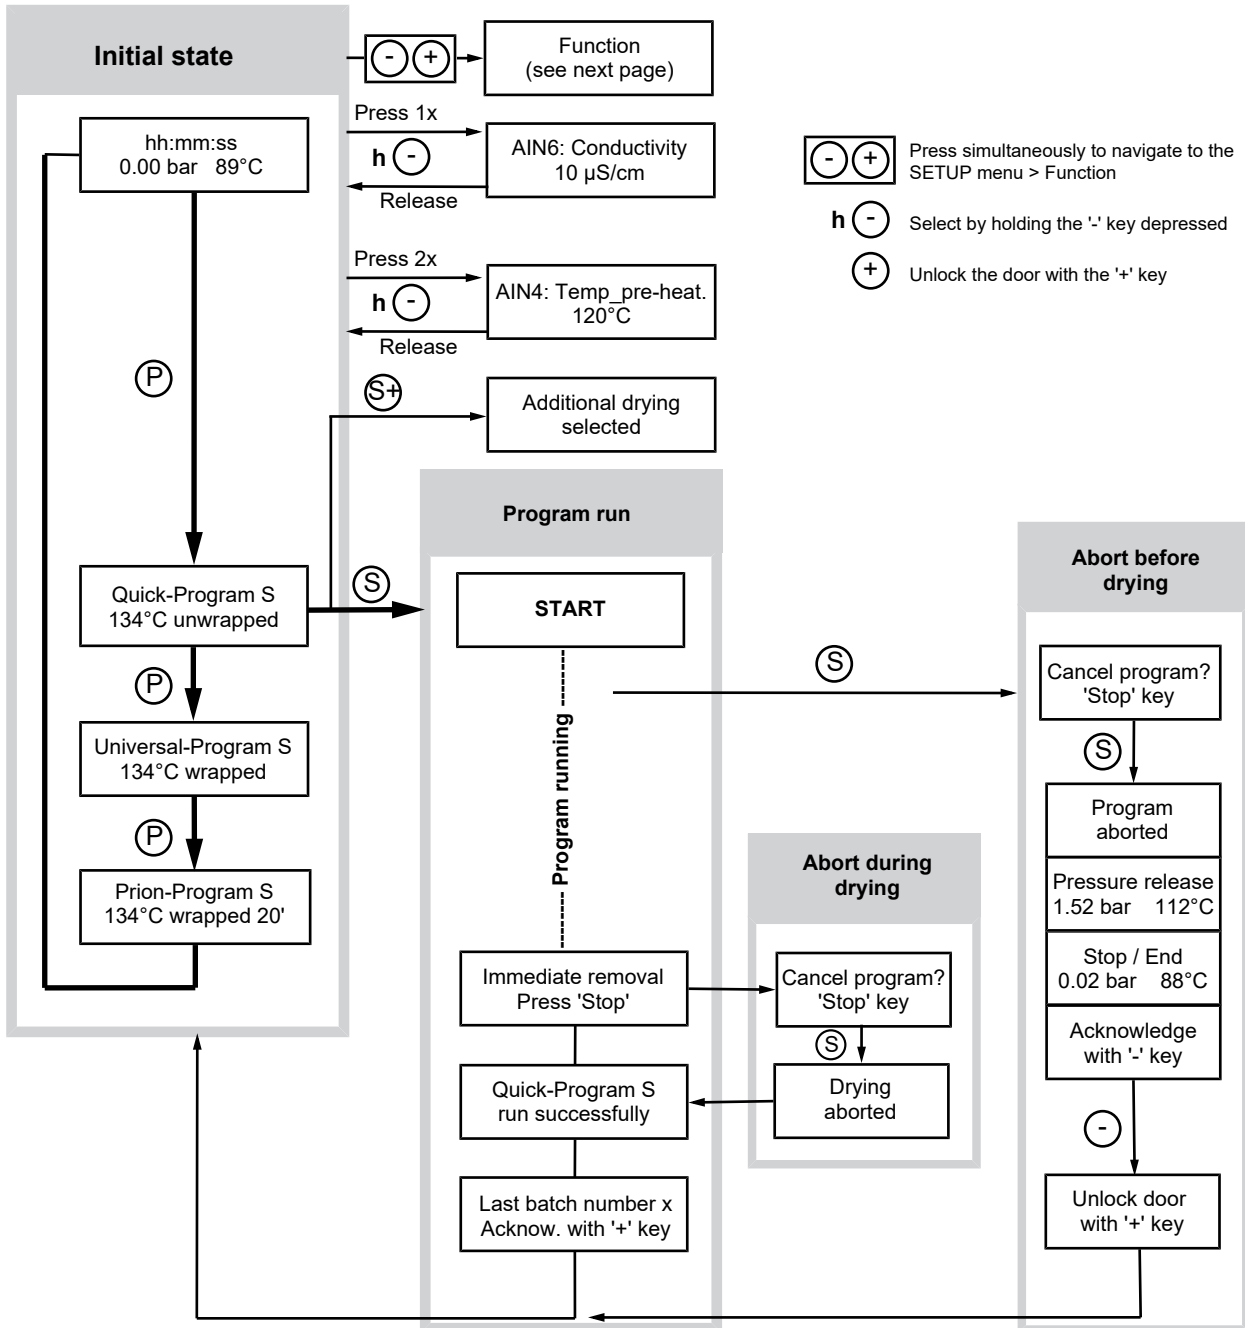 Initial state
hh:mm:ss
0.00 bar 89°C
P
Quick-Program S
134°C unwrapped
P
Universal-Program S
134°C wrapped
P
Prion-Program S
134°C wrapped 20'
- +
Function
(see next page)
Press 1x
h -
Release
AIN6: Conductivity
10 µS/cm
Press 2x
h -
Release
AIN4: Temp_pre-heat.
120°C
S+
Additional drying
selected
S
- +
Press simultaneously to navigate to the
SETUP menu > Function
h -
Select by holding the '-' key depressed
+
Unlock the door with the '+' key
Program run
START
Program running
Immediate removal
Press 'Stop'
Quick-Program S
run successfully
Last batch number x
Acknow. with '+' key
Abort during
drying
Cancel program?
'Stop' key
S
Drying
aborted
S
Abort before
drying
Cancel program?
'Stop' key
S
Program
aborted
Pressure release
1.52 bar 112°C
Stop / End
0.02 bar 88°C
Acknowledge
with '-' key
-
Unlock door
with '+' key